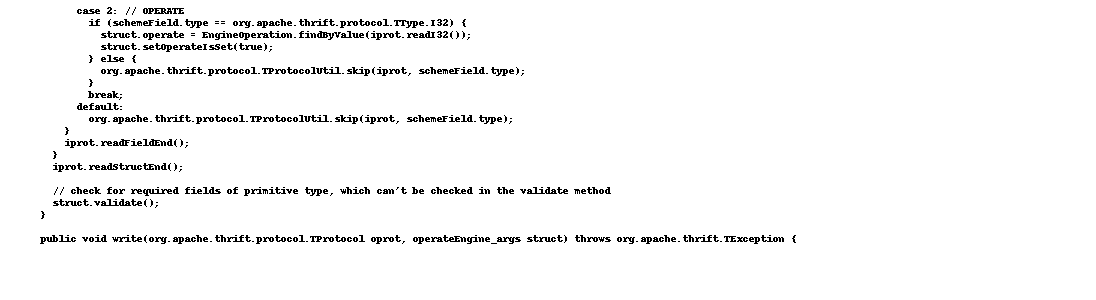 case 2: // OPERATE
if (schemeField.type == org.apache.thrift.protocol.TType.I32) {
struct.operate = EngineOperation.findByValue(iprot.readI32());
struct.setOperateIsSet(true);
} else {
org.apache.thrift.protocol.TProtocolUtil.skip(iprot, schemeField.type);
}
break;
default:
org.apache.thrift.protocol.TProtocolUtil.skip(iprot, schemeField.type);
}
iprot.readFieldEnd();
}
iprot.readStructEnd();
// check for required fields of primitive type, which can't be checked in the validate method
struct.validate();
}
public void write(org.apache.thrift.protocol.TProtocol oprot, operateEngine_args struct) throws org.apache.thrift.TException {